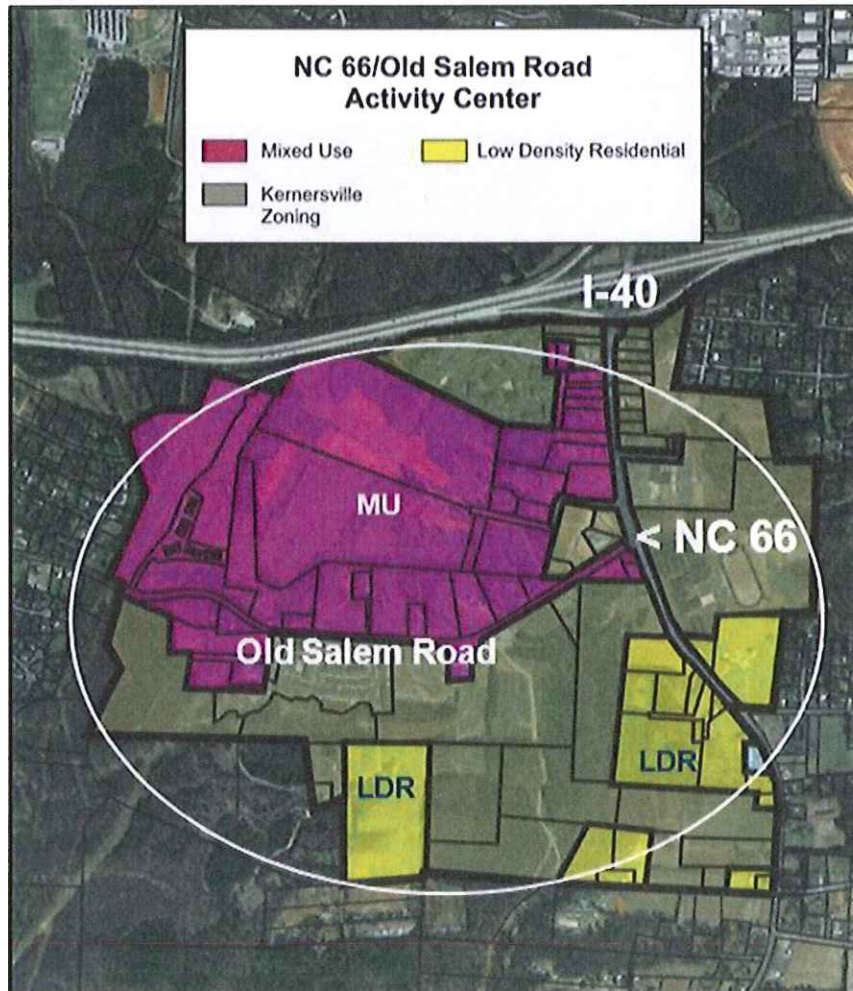 NC 66/Old Salem Road
Activity Center
Mixed Use
Low Density Residential
Kernersville
Zoning
I-40
MU
< NC 66
Old Salem Road
LDR
LDR